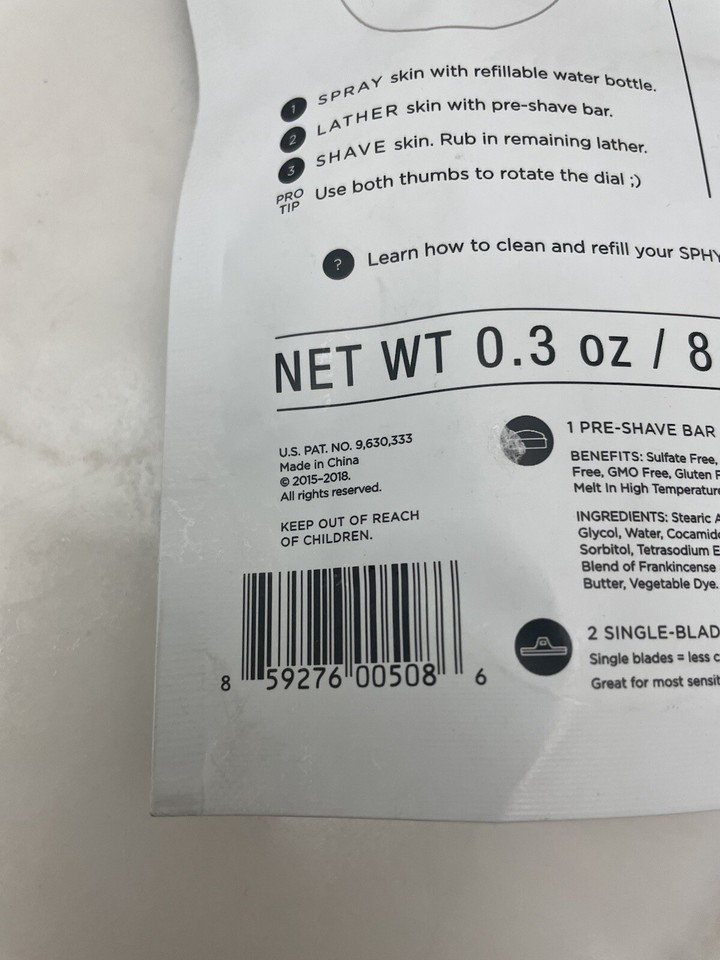 1 SPRAY skin with refillable water bottle.
2 LATHER skin with pre-shave bar.
3 SHAVE skin. Rub in remaining lather.
PRO TIP Use both thumbs to rotate the dial ;)
? Learn how to clean and refill your SPHY
NET WT 0.3 oz / 8
U.S. PAT. NO. 9,630,333
Made in China
© 2015-2018.
All rights reserved.
KEEP OUT OF REACH
OF CHILDREN.
8 59276 00508 6
1 PRE-SHAVE BAR
BENEFITS: Sulfate Free,
Free, GMO Free, Gluten F
Melt In High Temperature
INGREDIENTS: Stearic A
Glycol, Water, Cocamide
Sorbitol, Tetrasodium E
Blend of Frankincense
Butter, Vegetable Dye.
2 SINGLE-BLAD
Single blades = less c
Great for most sensit